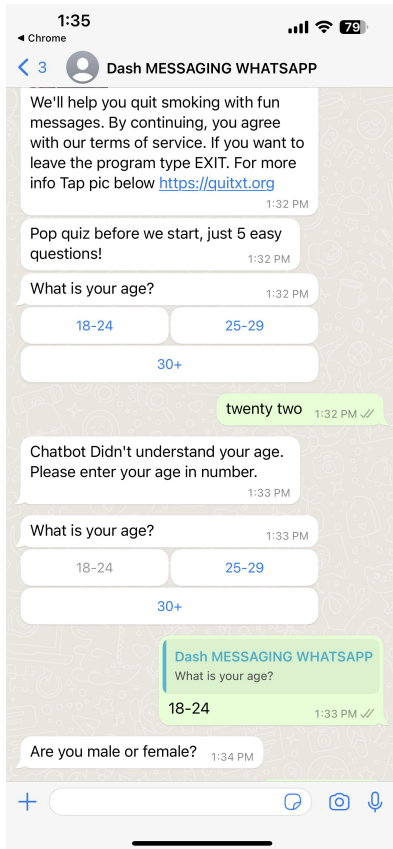 1:35
79
◀ Chrome
3
Dash MESSAGING WHATSAPP
We'll help you quit smoking with fun
messages. By continuing, you agree
with our terms of service. If you want to
leave the program type EXIT. For more
info Tap pic below https://quitxt.org
1:32 PM
Pop quiz before we start, just 5 easy
questions!
1:32 PM
What is your age?
1:32 PM
18-24
25-29
30+
twenty two
1:32 PM
Chatbot Didn't understand your age.
Please enter your age in number.
1:33 PM
What is your age?
1:33 PM
18-24
25-29
30+
Dash MESSAGING WHATSAPP
What is your age?
18-24
1:33 PM
Are you male or female?
1:34 PM